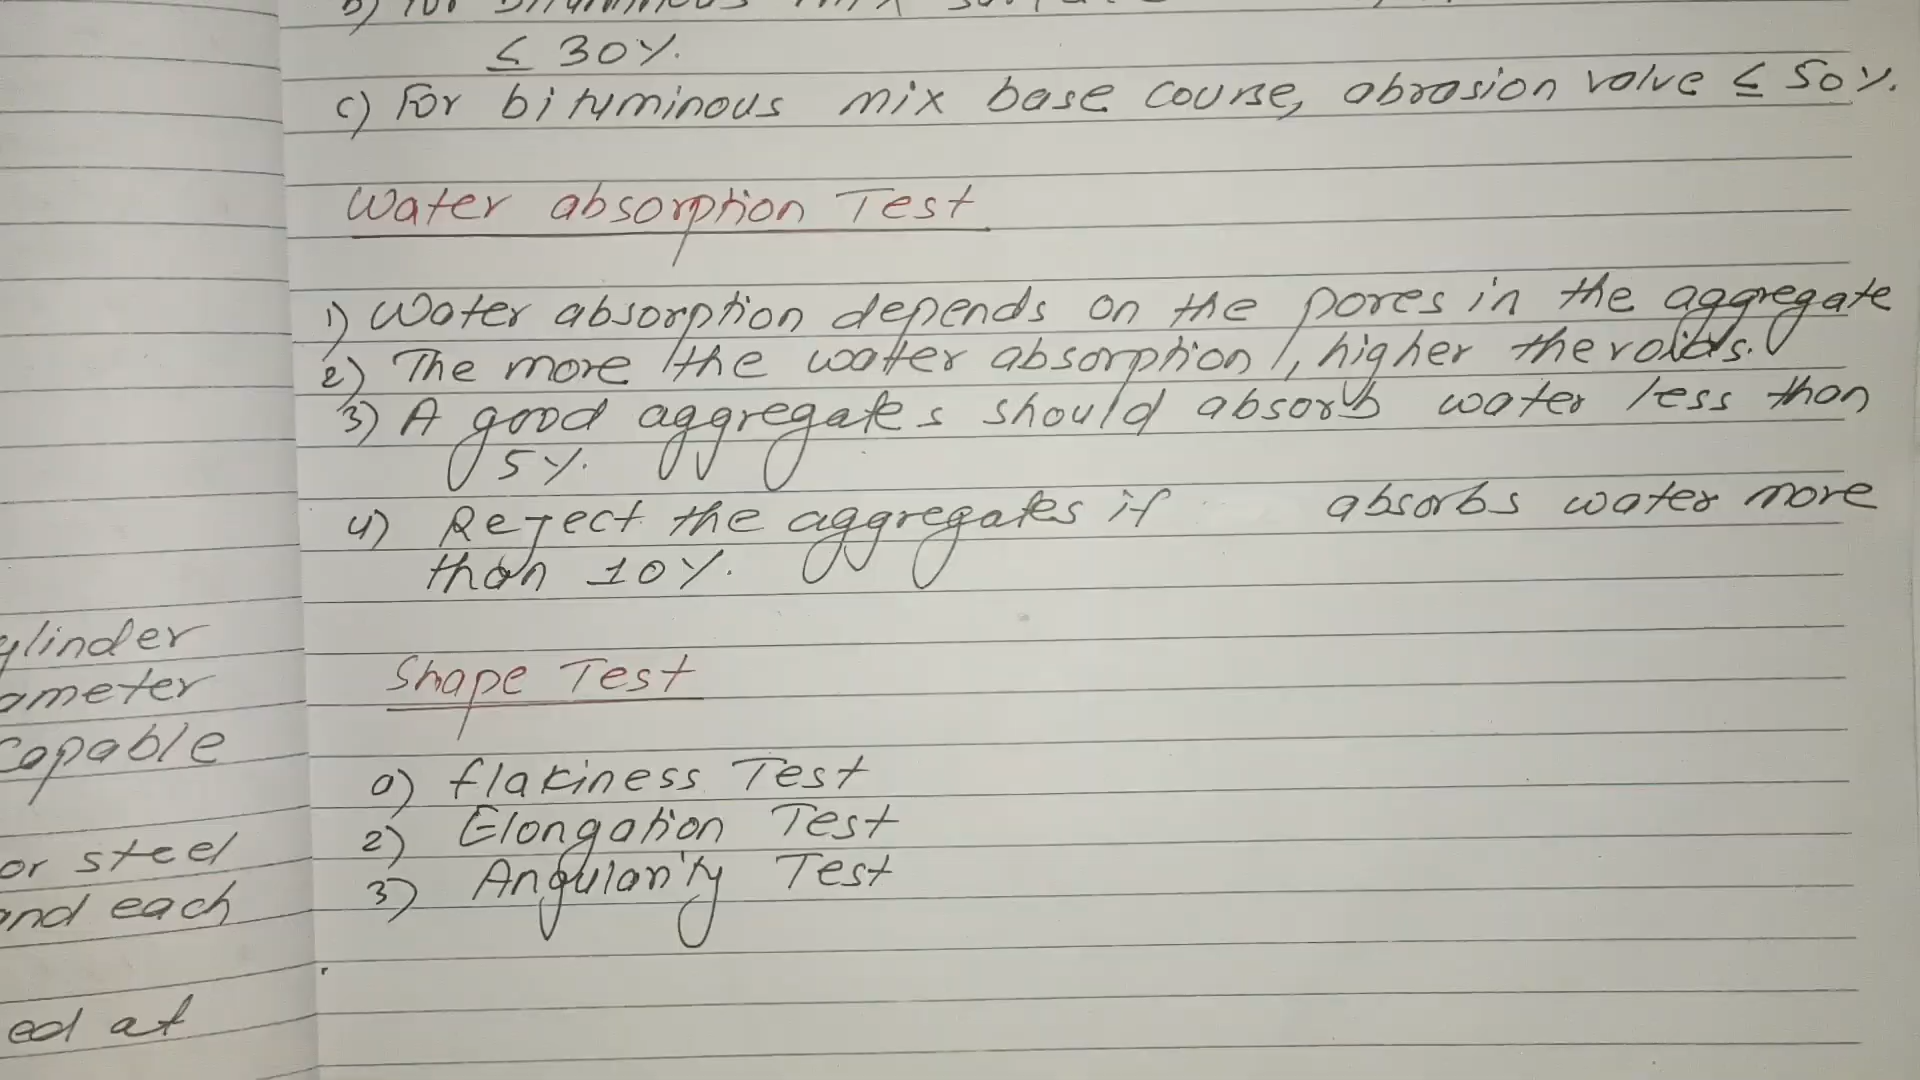 b) For bituminous mix
≤ 30%.
c) For bituminous mix base course, abrasion value ≤ 50%.
Water absorption Test
1) Water absorption depends on the pores in the aggregate
2) The more the water absorption, higher the voids.
3) A good aggregates should absorb water less than
5%.
4) Reject the aggregates if absorbs water more
than 10%.
Shape Test
a) flakiness Test
2) Elongation Test
3) Angularity Test
ylinder
ameter
capable
or steel
and each
ed at